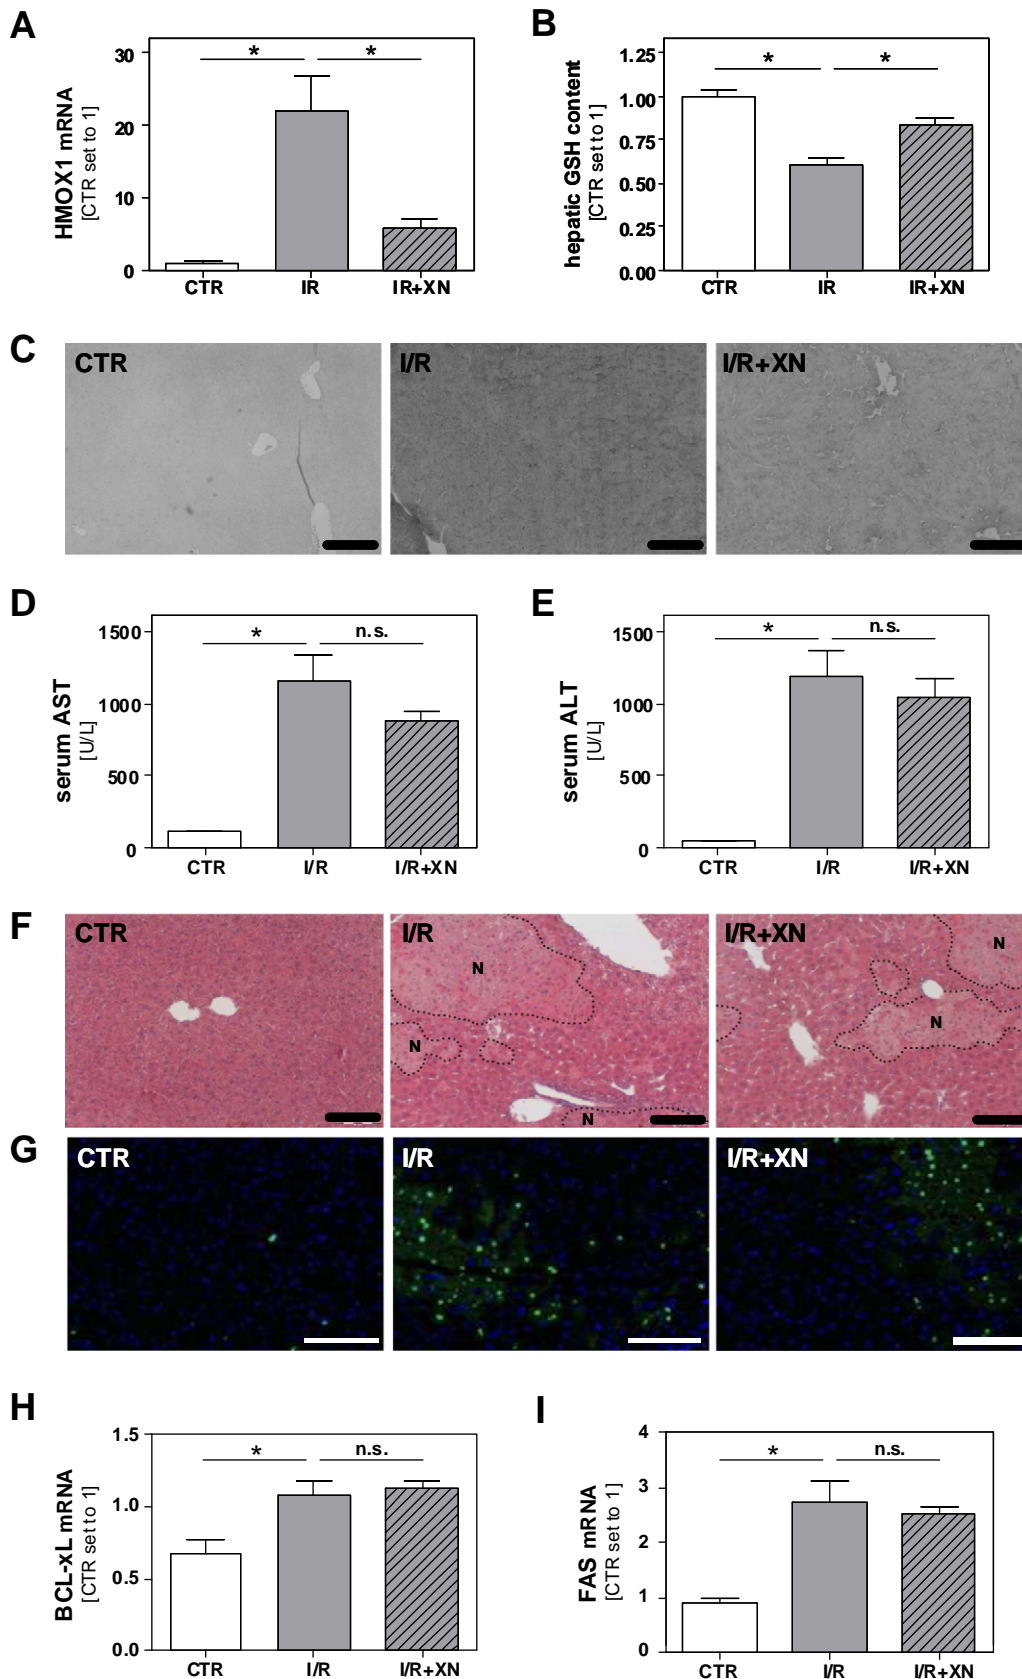 A
HMOX1 mRNA
[CTR set to 1]
30
20
10
0
*
*
CTR
IR
IR+XN
B
hepatic GSH content
[CTR set to 1]
1.25
1.00
0.75
0.50
0.25
0.00
*
*
CTR
IR
IR+XN
C
CTR
I/R
I/R+XN
D
serum AST
[U/L]
1500
1000
500
0
*
n.s.
CTR
I/R
I/R+XN
E
serum ALT
[U/L]
1500
1000
500
0
*
n.s.
CTR
I/R
I/R+XN
F
CTR
I/R
N
N
N
I/R+XN
N
N
G
CTR
I/R
I/R+XN
H
BCL-xL mRNA
[CTR set to 1]
1.5
1.0
0.5
0.0
*
n.s.
CTR
I/R
I/R+XN
I
FAS mRNA
[CTR set to 1]
4
3
2
1
0
*
n.s.
CTR
I/R
I/R+XN